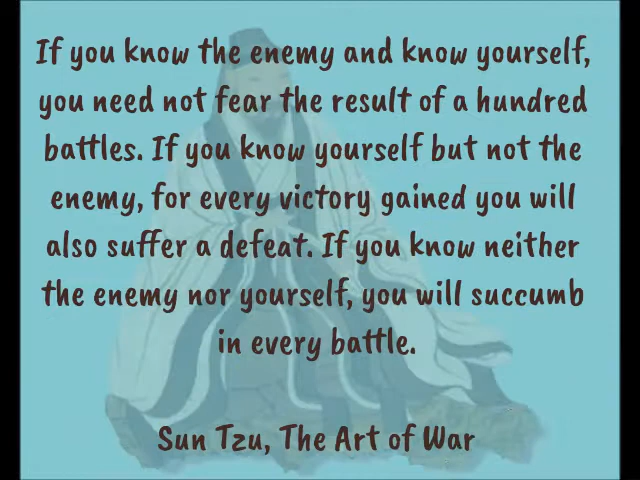 If you know the enemy and know yourself,
you need not fear the result of a hundred
battles. If you know yourself but not the
enemy, for every victory gained you will
also suffer a defeat. If you know neither
the enemy nor yourself, you will succumb
in every battle.
Sun Tzu, The Art of War